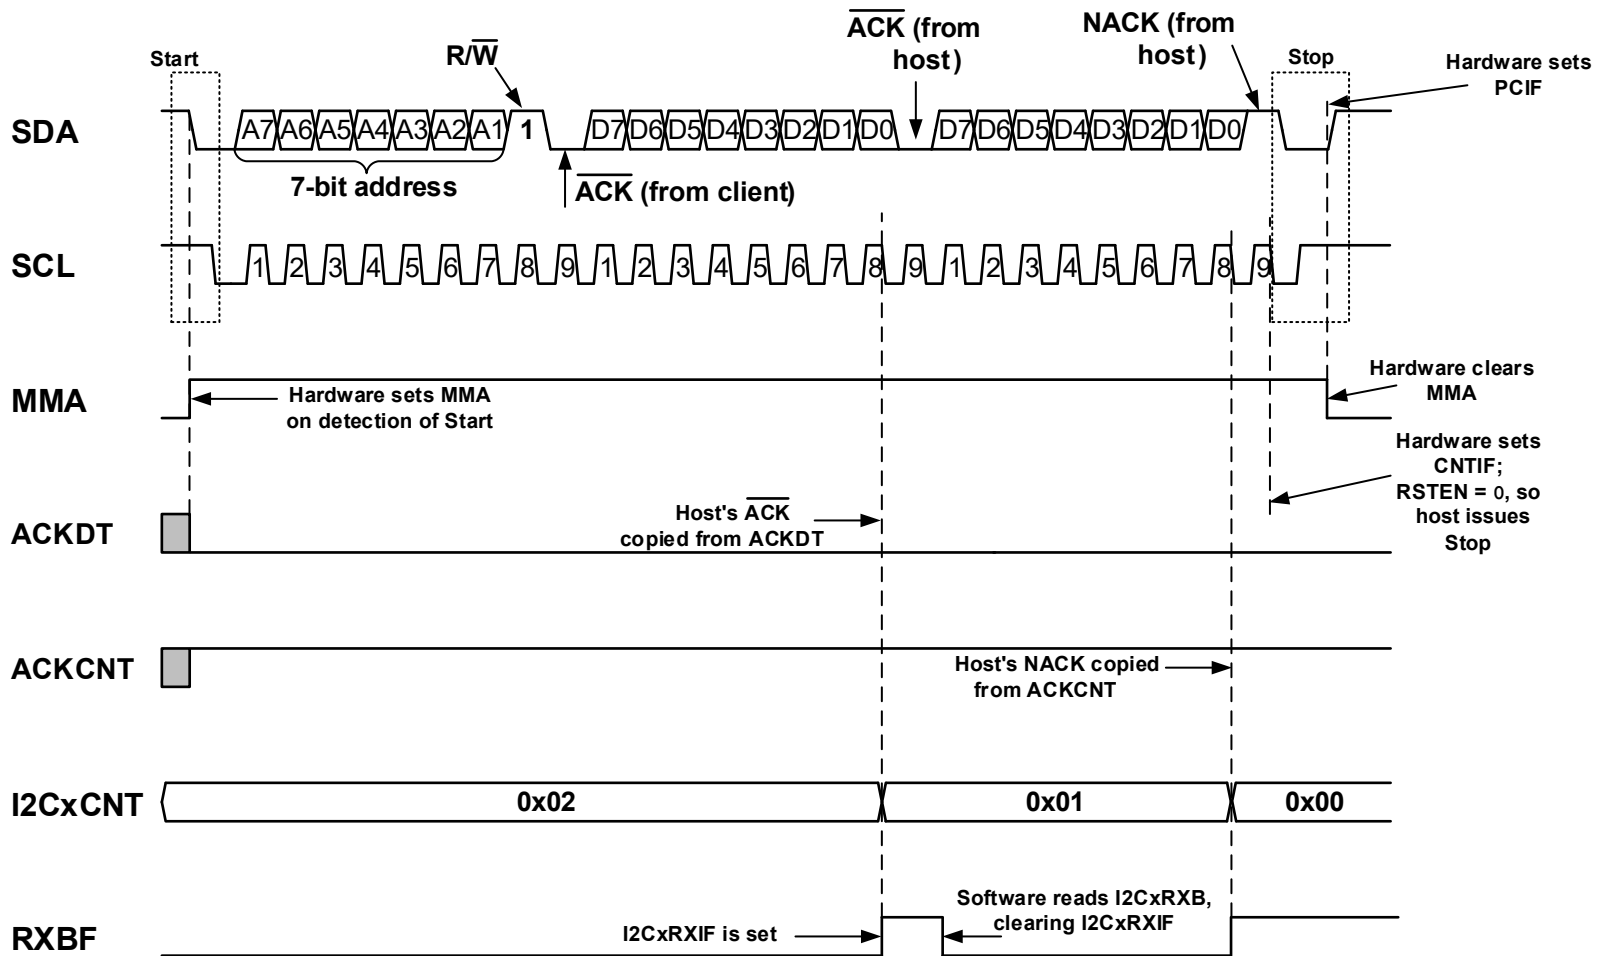 Start
R/W
ACK (from
host)
NACK (from
host)
Stop
Hardware sets
PCIF
SDA
A7 A6 A5 A4 A3 A2 A1 1 D7 D6 D5 D4 D3 D2 D1 D0 D7 D6 D5 D4 D3 D2 D1 D0
7-bit address
ACK (from client)
SCL
1 2 3 4 5 6 7 8 9 1 2 3 4 5 6 7 8 9 1 2 3 4 5 6 7 8 9
MMA
Hardware sets MMA
on detection of Start
Hardware clears
MMA
Hardware sets
CNTIF;
RSTEN = 0, so
host issues
Stop
ACKDT
Host's ACK
copied from ACKDT
ACKCNT
Host's NACK copied
from ACKCNT
I2CxCNT
0x02
0x01
0x00
RXBF
I2CxRXIF is set
Software reads I2CxRXB,
clearing I2CxRXIF